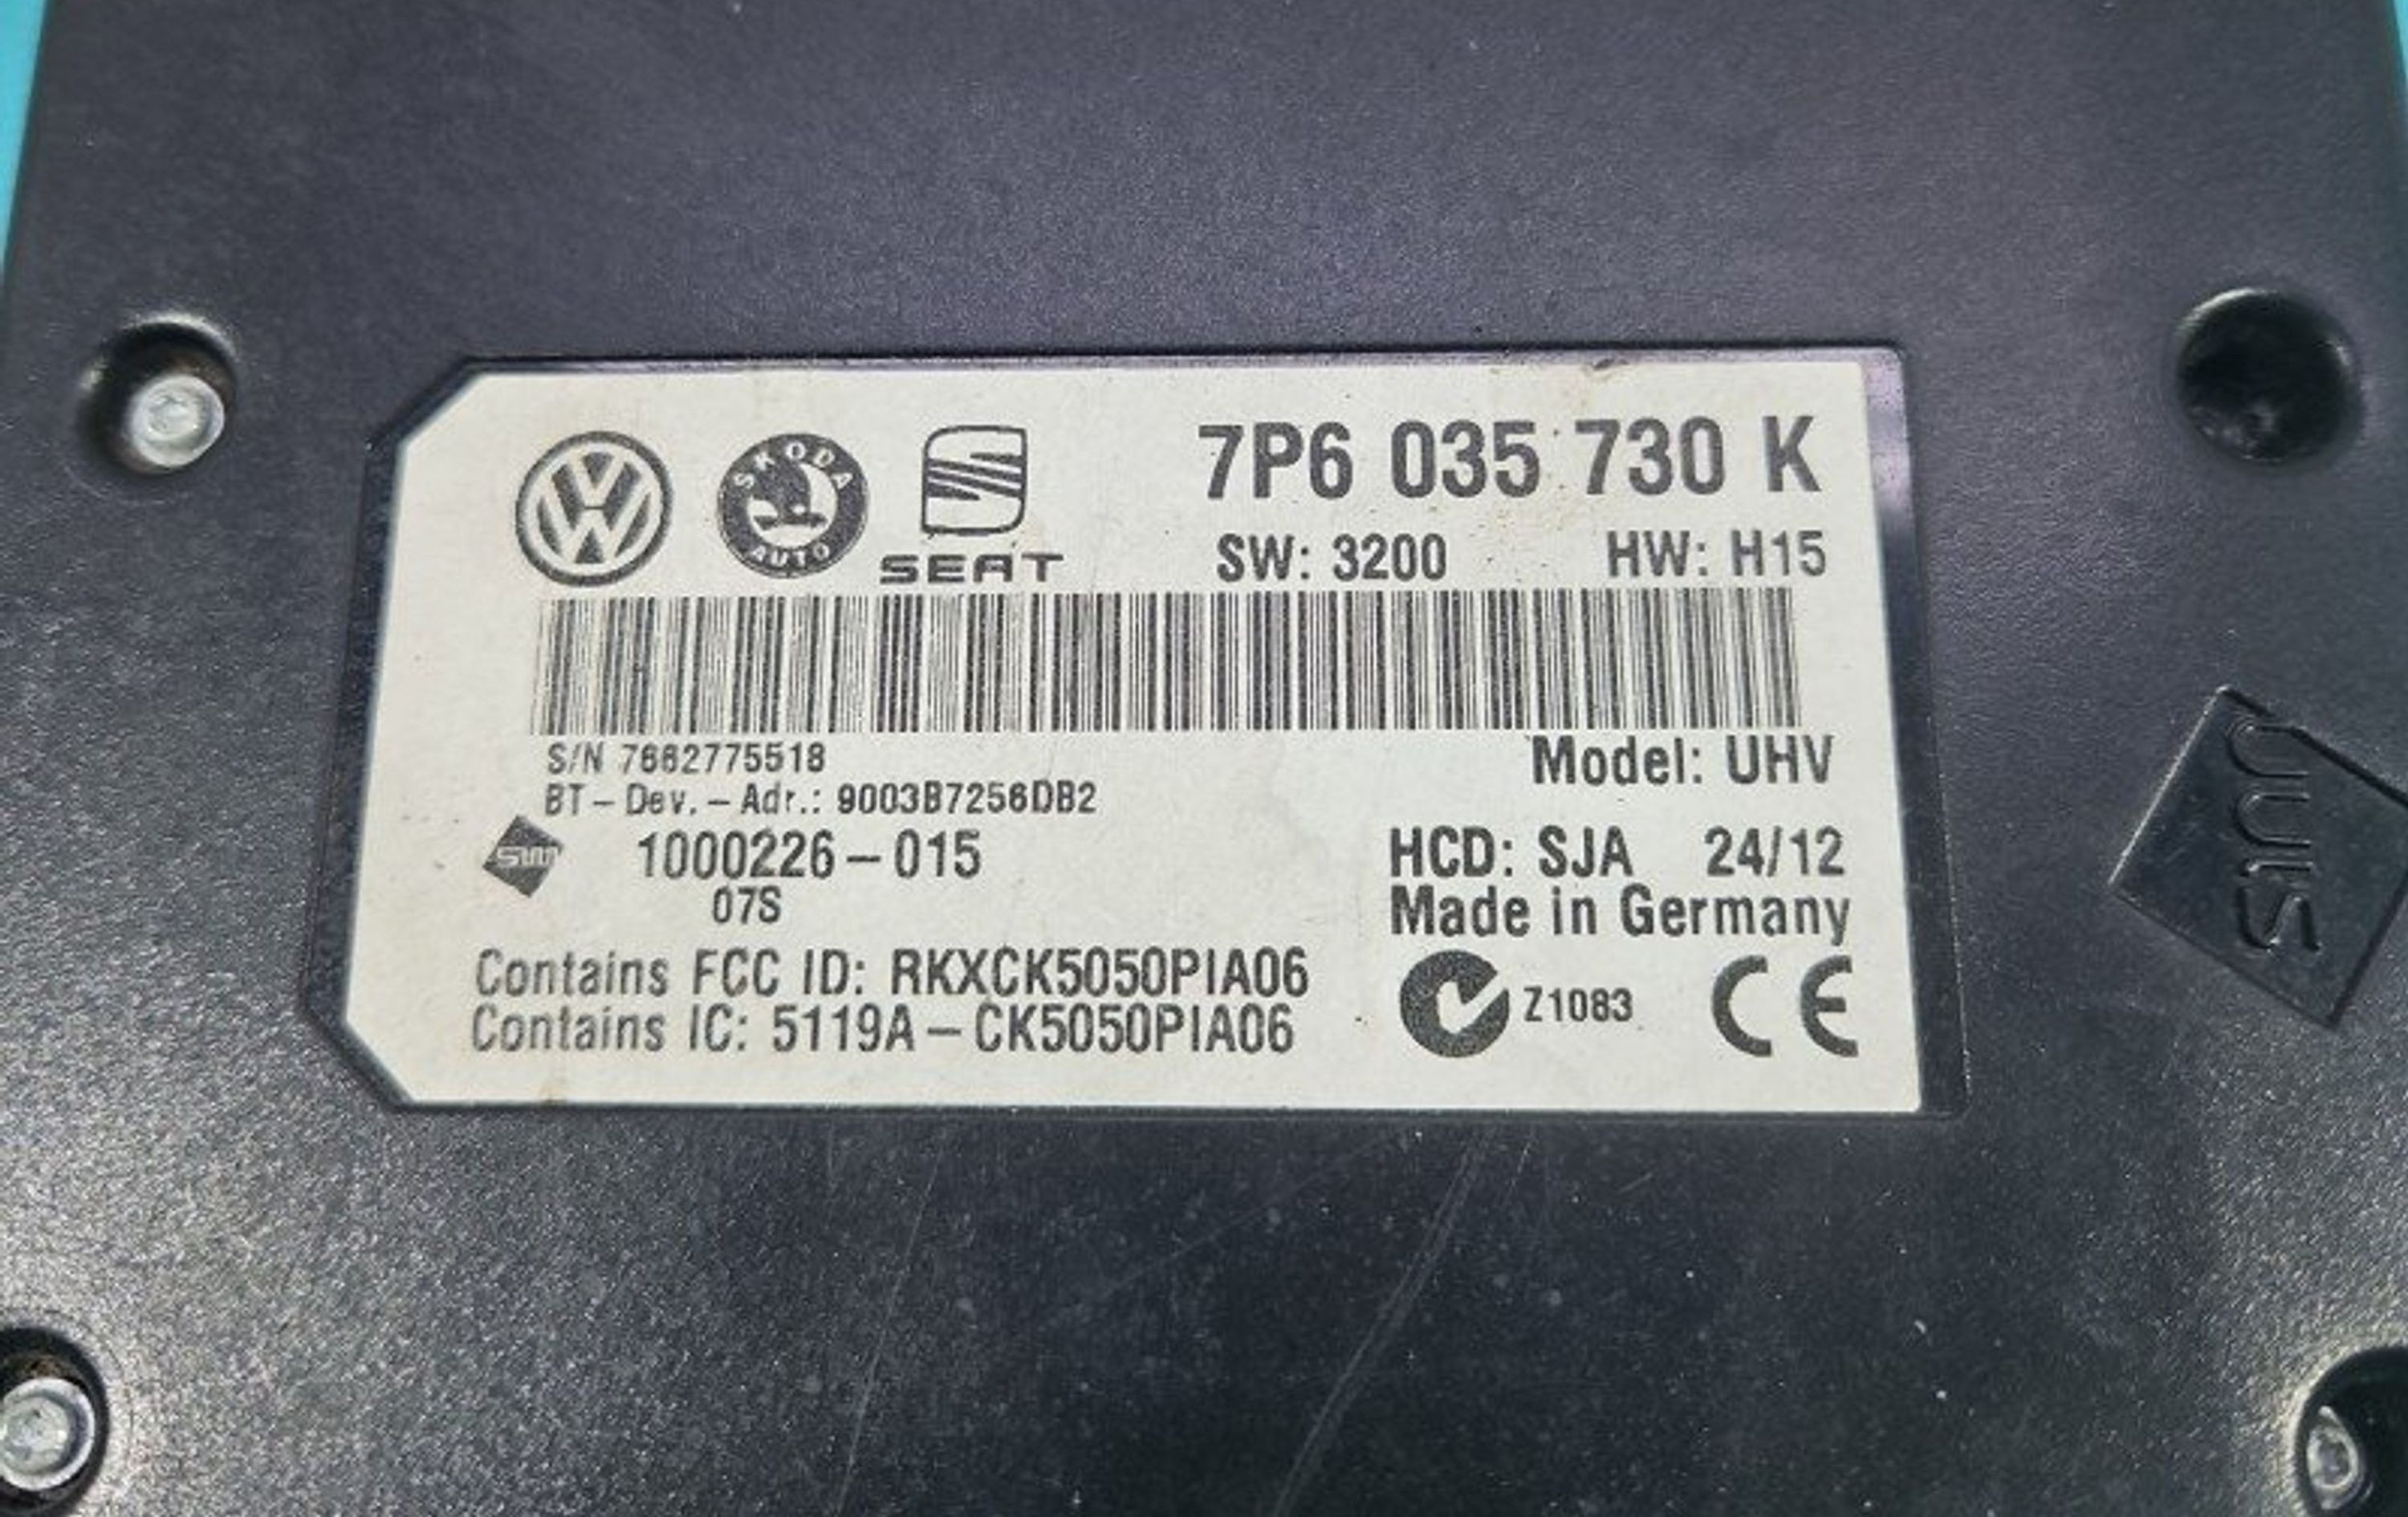 7P6 035 730 K
SKODA
AUTO
SEAT
SW: 3200 HW: H15
S/N 7662775518
Model: UHV
BT-Dev.-Adr.: 9003B7256DB2
1000226-015
07S
HCD: SJA 24/12
Made in Germany
Contains FCC ID: RKXCK5050PIA06
Contains IC: 5119A-CK5050PIA06
Z1083
CE